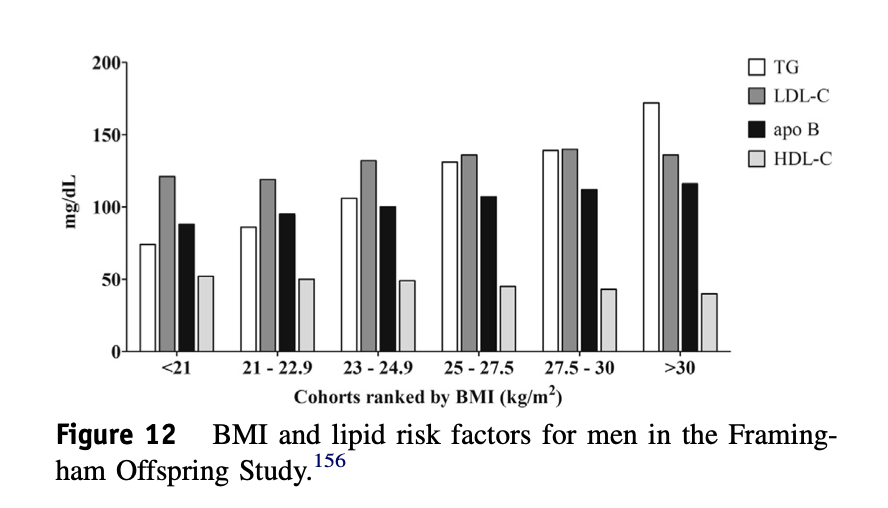 200
150
100
50
0
mg/dL
TG
LDL-C
apo B
HDL-C
<21 21 - 22.9 23 - 24.9 25 - 27.5 27.5 - 30 >30
Cohorts ranked by BMI (kg/m²)
Figure 12 BMI and lipid risk factors for men in the Framing-
ham Offspring Study.156